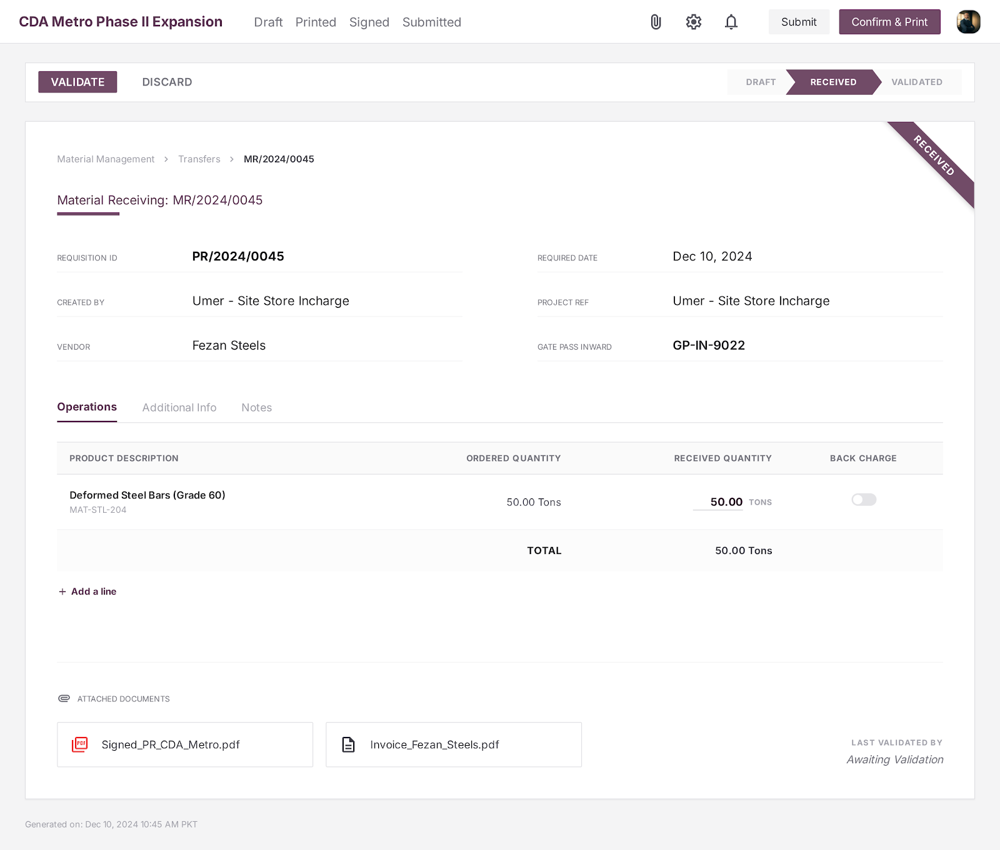 CDA Metro Phase II Expansion Draft Printed Signed Submitted Submit Confirm & Print
VALIDATE DISCARD DRAFT RECEIVED VALIDATED
RECEIVED
Material Management > Transfers > MR/2024/0045
Material Receiving: MR/2024/0045
REQUISITION ID PR/2024/0045 REQUIRED DATE Dec 10, 2024
CREATED BY Umer - Site Store Incharge PROJECT REF Umer - Site Store Incharge
VENDOR Fezan Steels GATE PASS INWARD GP-IN-9022
Operations Additional Info Notes
PRODUCT DESCRIPTION ORDERED QUANTITY RECEIVED QUANTITY BACK CHARGE
Deformed Steel Bars (Grade 60)
MAT-STL-204
50.00 Tons 50.00 TONS
TOTAL 50.00 Tons
+ Add a line
ATTACHED DOCUMENTS
PDF Signed_PR_CDA_Metro.pdf Invoice_Fezan_Steels.pdf
LAST VALIDATED BY
Awaiting Validation
Generated on: Dec 10, 2024 10:45 AM PKT